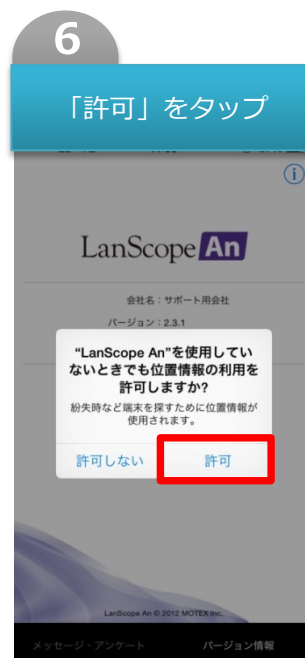 6
「許可」をタップ
LanScope An
会社名：サポート用会社
バージョン：2.3.1
“LanScope An”を使用してい
ないときでも位置情報の利用を
許可しますか?
紛失時など端末を探すために位置情報が
使用されます。
許可しない
許可
LanScope An © 2012 MOTEX Inc.
メッセージ・アンケート
バージョン情報